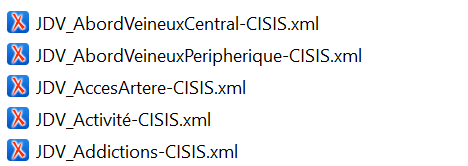 JDV_AbordVeineuxCentral-CISIS.xml
JDV_AbordVeineuxPeripherique-CISIS.xml
JDV_AccesArtere-CISIS.xml
JDV_Activité-CISIS.xml
JDV_Addictions-CISIS.xml